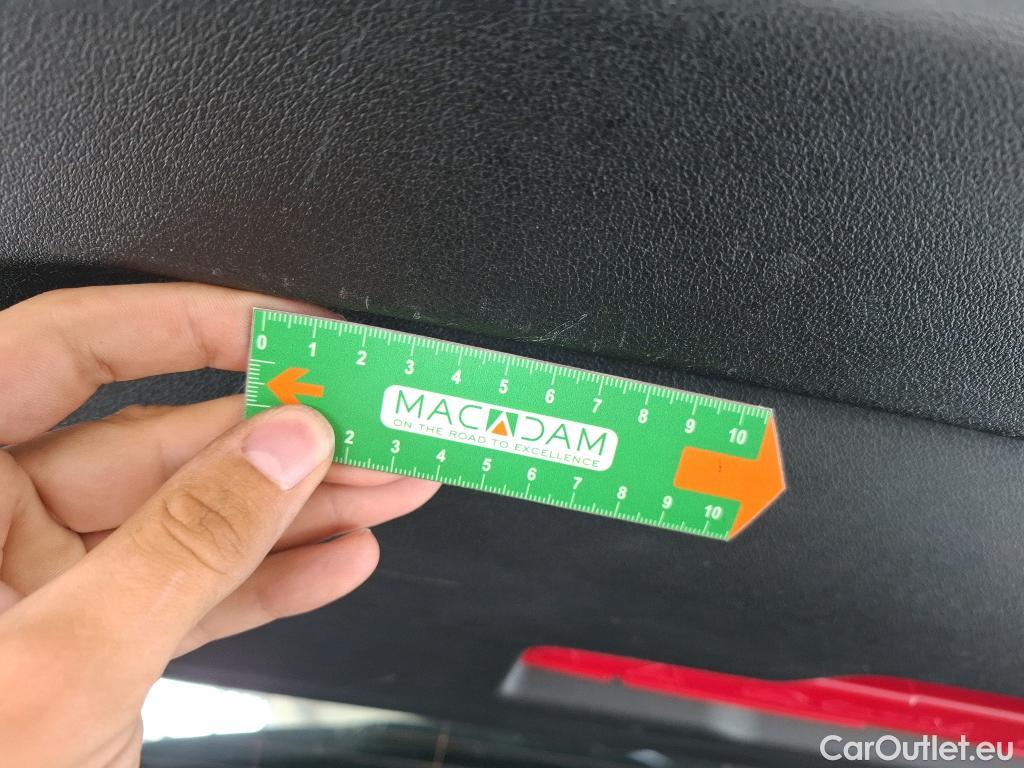 0 1 2 3 4 5 6 7 8 9 10
MACADAM
ON THE ROAD TO EXCELLENCE
2 3 4 5 6 7 8 9 10
CarOutlet.eu